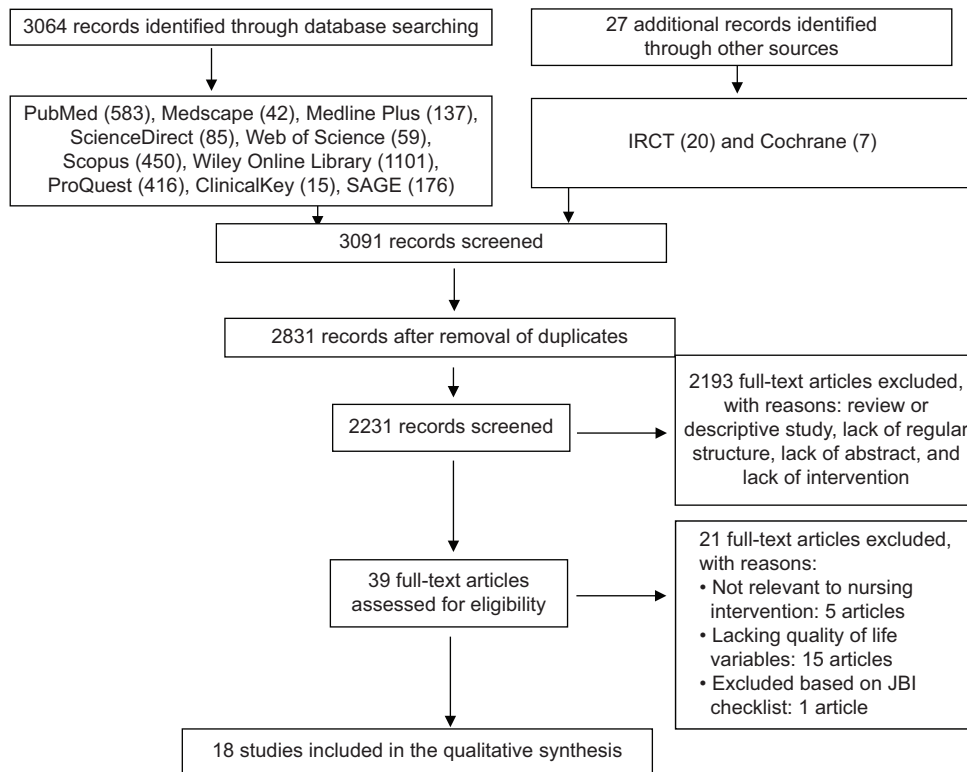 3064 records identified through database searching
27 additional records identified
through other sources
PubMed (583), Medscape (42), Medline Plus (137),
ScienceDirect (85), Web of Science (59),
Scopus (450), Wiley Online Library (1101),
ProQuest (416), ClinicalKey (15), SAGE (176)
IRCT (20) and Cochrane (7)
3091 records screened
2831 records after removal of duplicates
2231 records screened
2193 full-text articles excluded,
with reasons: review or
descriptive study, lack of regular
structure, lack of abstract, and
lack of intervention
39 full-text articles
assessed for eligibility
21 full-text articles excluded,
with reasons:
• Not relevant to nursing
intervention: 5 articles
• Lacking quality of life
variables: 15 articles
• Excluded based on JBI
checklist: 1 article
18 studies included in the qualitative synthesis